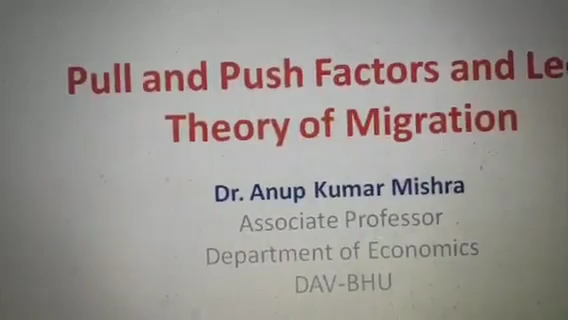 Pull and Push Factors and
Theory of Migration
Dr. Anup Kumar Mishra
Associate Professor
Department of Economics
DAV-BHU